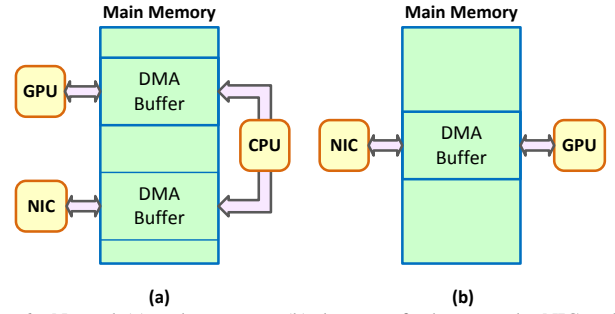 Main Memory
Main Memory
GPU
DMA
Buffer
CPU
NIC
DMA
Buffer
NIC
DMA
Buffer
GPU
(a)
(b)